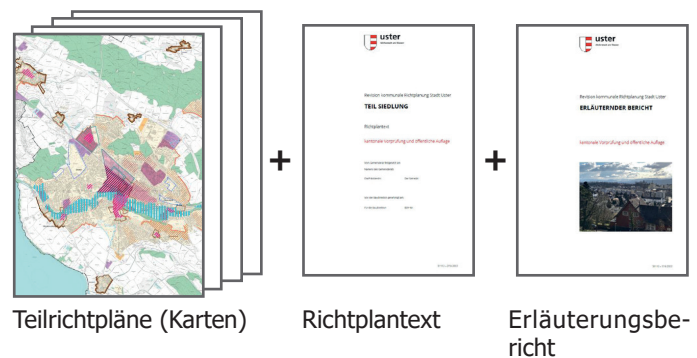 uster
Revision kommunale Richtplanung Stadt Uster
TEIL SIEDLUNG
Richtplantext
Kantonale Vorprüfung und öffentliche Auflage
+
uster
Revision kommunale Richtplanung Stadt Uster
ERLÄUTERNDER BERICHT
Kantonale Vorprüfung und öffentliche Auflage
+
Teilrichtpläne (Karten)
Richtplantext
Erläuterungsbe-
richt